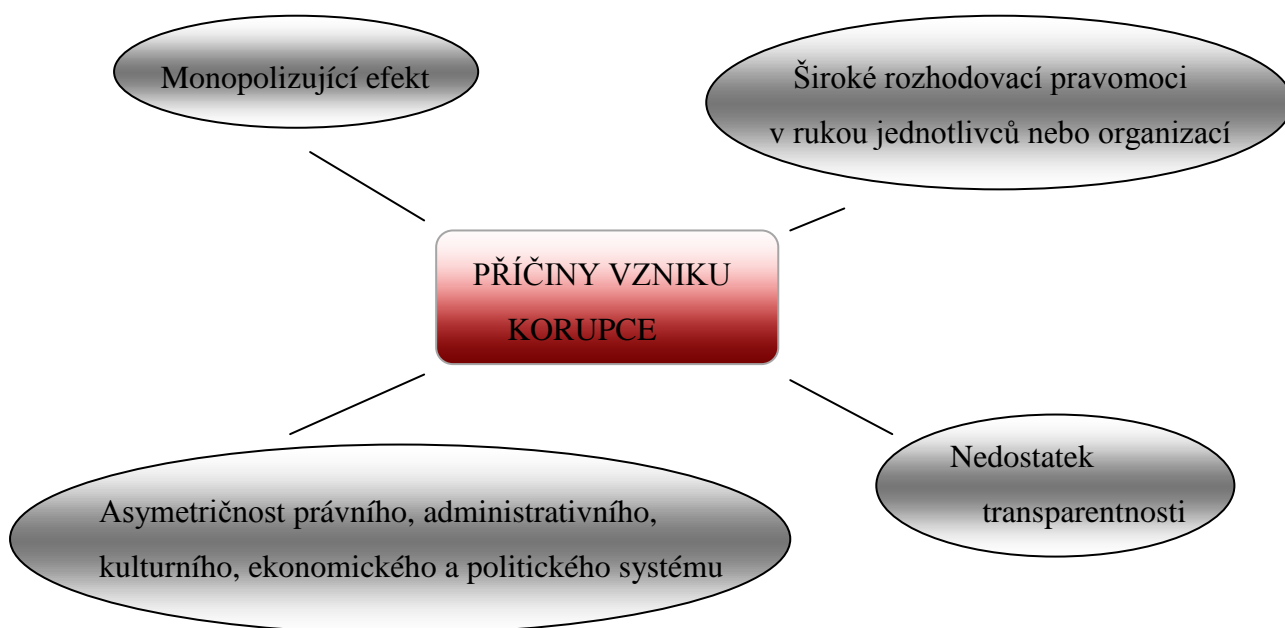 Monopolizující efekt
Široké rozhodovací pravomoci
v rukou jednotlivců nebo organizací
PŘÍČINY VZNIKU
KORUPCE
Asymetričnost právního, administrativního,
kulturního, ekonomického a politického systému
Nedostatek
transparentnosti